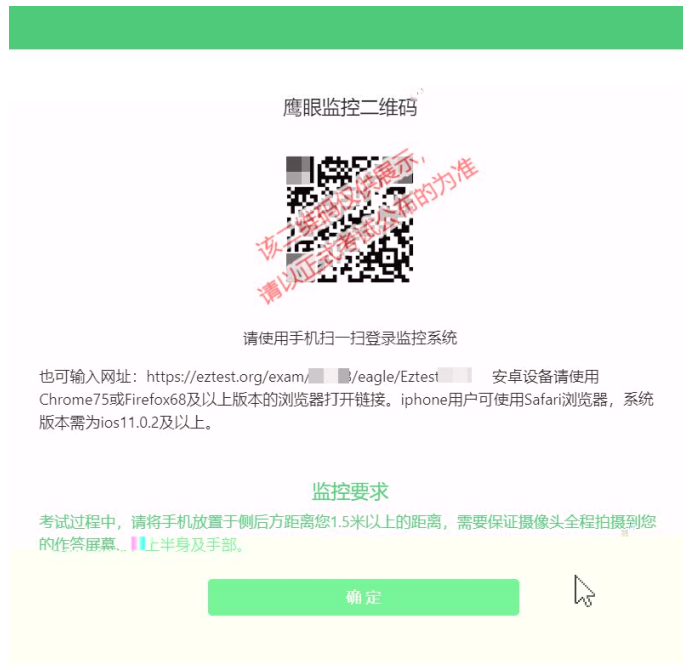 鹰眼监控二维码
该二维码仅供展示,
请以正式考试公布的为准
请使用手机扫一扫登录监控系统
也可输入网址：https://eztest.org/exam/ 3/eagle/Eztest 安卓设备请使用
Chrome75或Firefox68及以上版本的浏览器打开链接。iphone用户可使用Safari浏览器，系统
版本需为ios11.0.2及以上。
监控要求
考试过程中，请将手机放置于侧后方距离您1.5米以上的距离，需要保证摄像头全程拍摄到您
的作答屏幕、上半身及手部。
确定